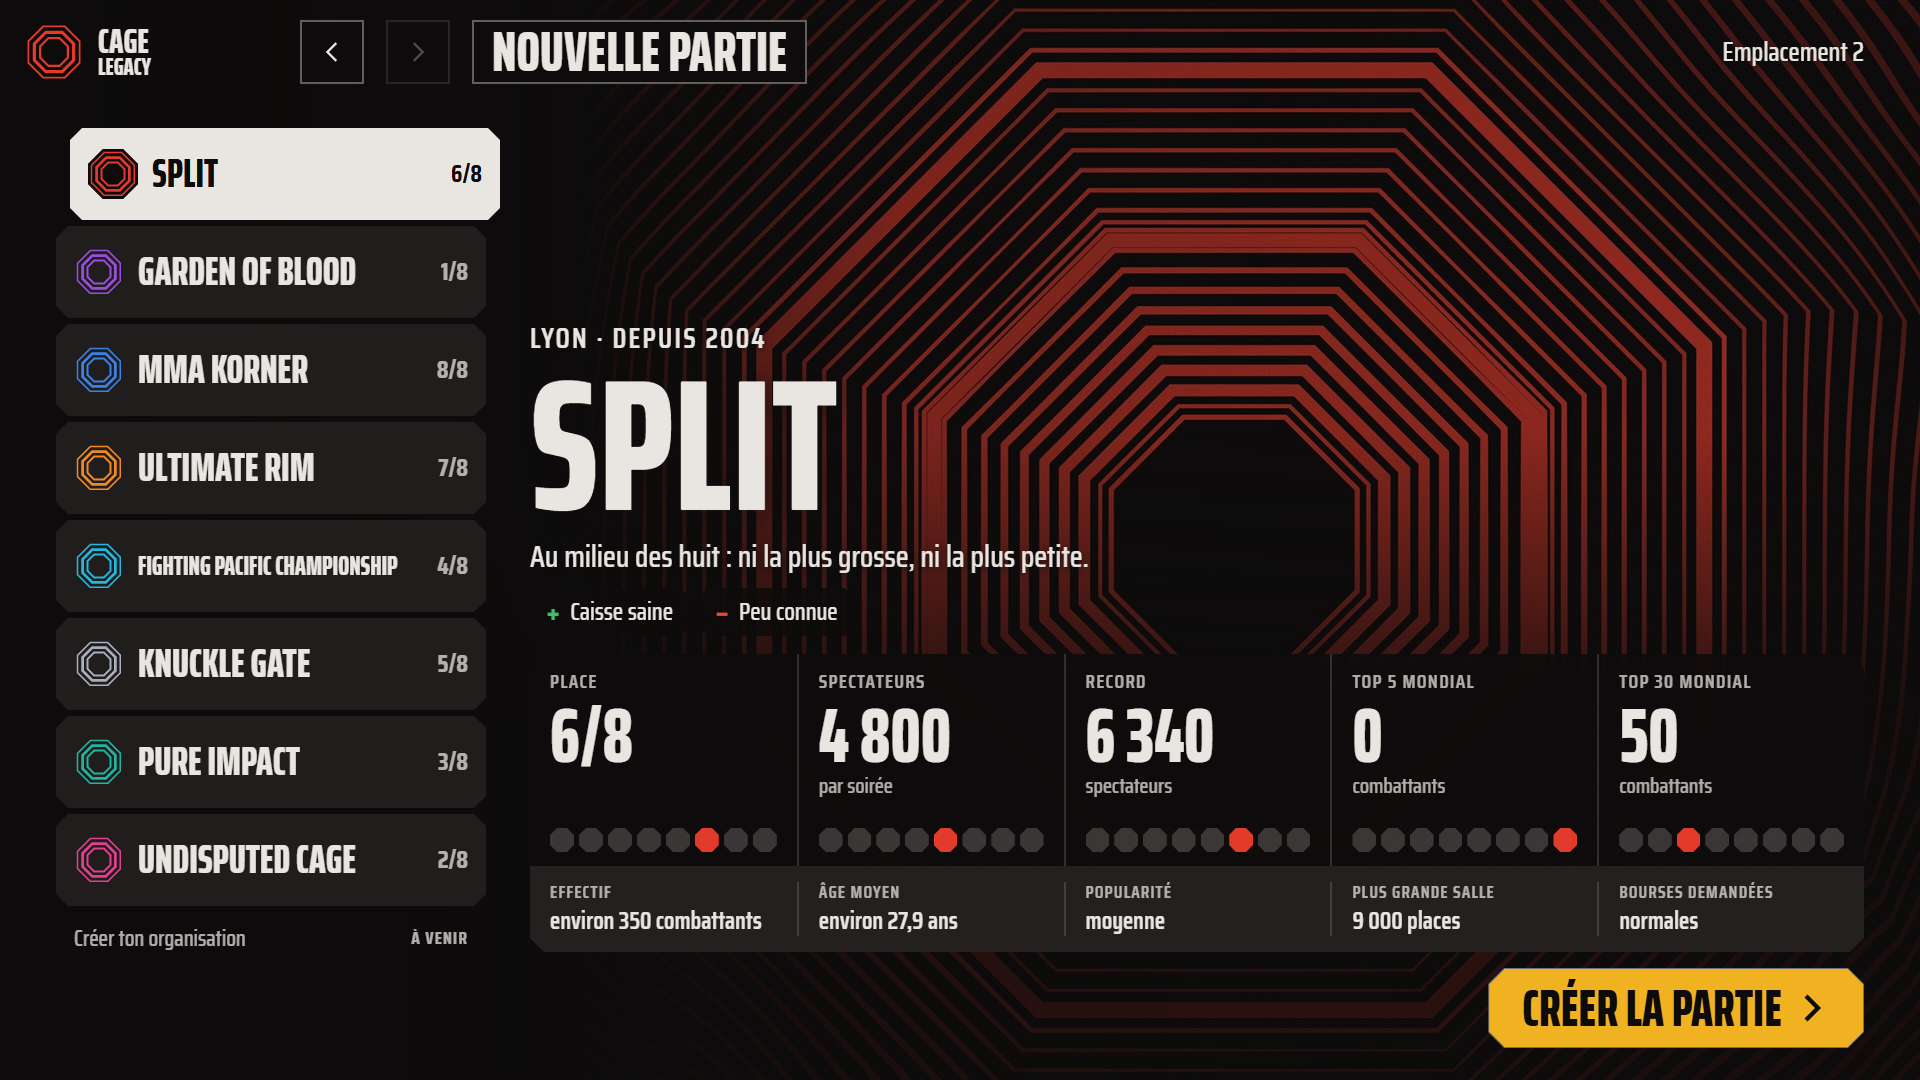 CAGE
LEGACY
NOUVELLE PARTIE
Emplacement 2
SPLIT 6/8
GARDEN OF BLOOD 1/8
MMA KORNER 8/8
ULTIMATE RIM 7/8
FIGHTING PACIFIC CHAMPIONSHIP 4/8
KNUCKLE GATE 5/8
PURE IMPACT 3/8
UNDISPUTED CAGE 2/8
Créer ton organisation À VENIR
LYON · DEPUIS 2004
SPLIT
Au milieu des huit : ni la plus grosse, ni la plus petite.
+ Caisse saine − Peu connue
PLACE
6/8
SPECTATEURS
4 800
par soirée
RECORD
6 340
spectateurs
TOP 5 MONDIAL
0
combattants
TOP 30 MONDIAL
50
combattants
EFFECTIF
environ 350 combattants
ÂGE MOYEN
environ 27,9 ans
POPULARITÉ
moyenne
PLUS GRANDE SALLE
9 000 places
BOURSES DEMANDÉES
normales
CRÉER LA PARTIE